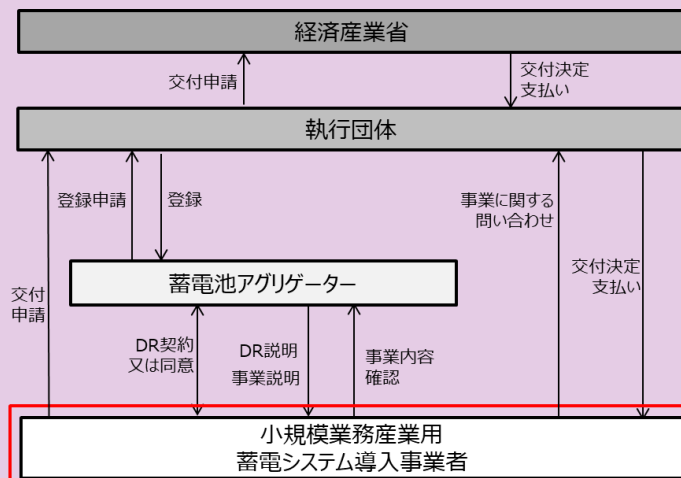 経済産業省
交付申請
交付決定
支払い
執行団体
登録申請
登録
事業に関する
問い合わせ
蓄電池アグリゲーター
交付
申請
交付決定
支払い
DR契約
又は同意
DR説明
事業説明
事業内容
確認
小規模業務産業用
蓄電システム導入事業者